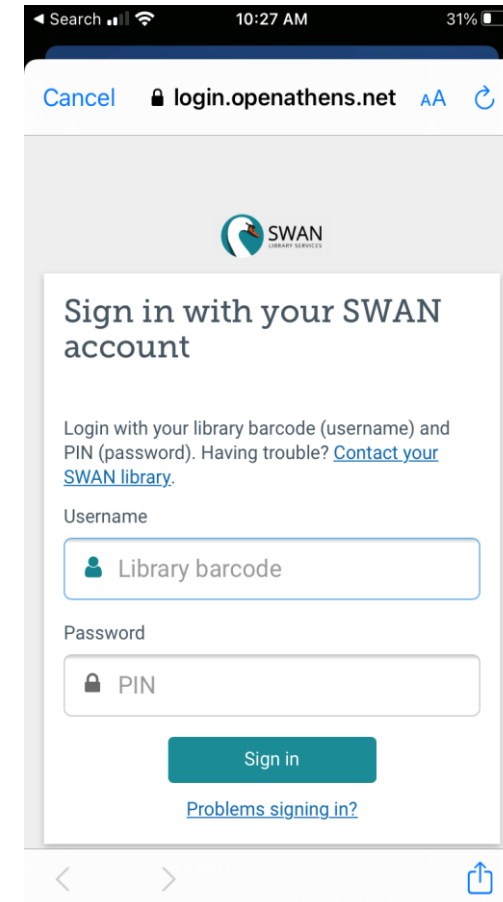 Search 10:27 AM 31%
Cancel login.openathens.net AA
SWAN
LIBRARY SERVICES
Sign in with your SWAN
account
Login with your library barcode (username) and
PIN (password). Having trouble? Contact your
SWAN library.
Username
Library barcode
Password
PIN
Sign in
Problems signing in?